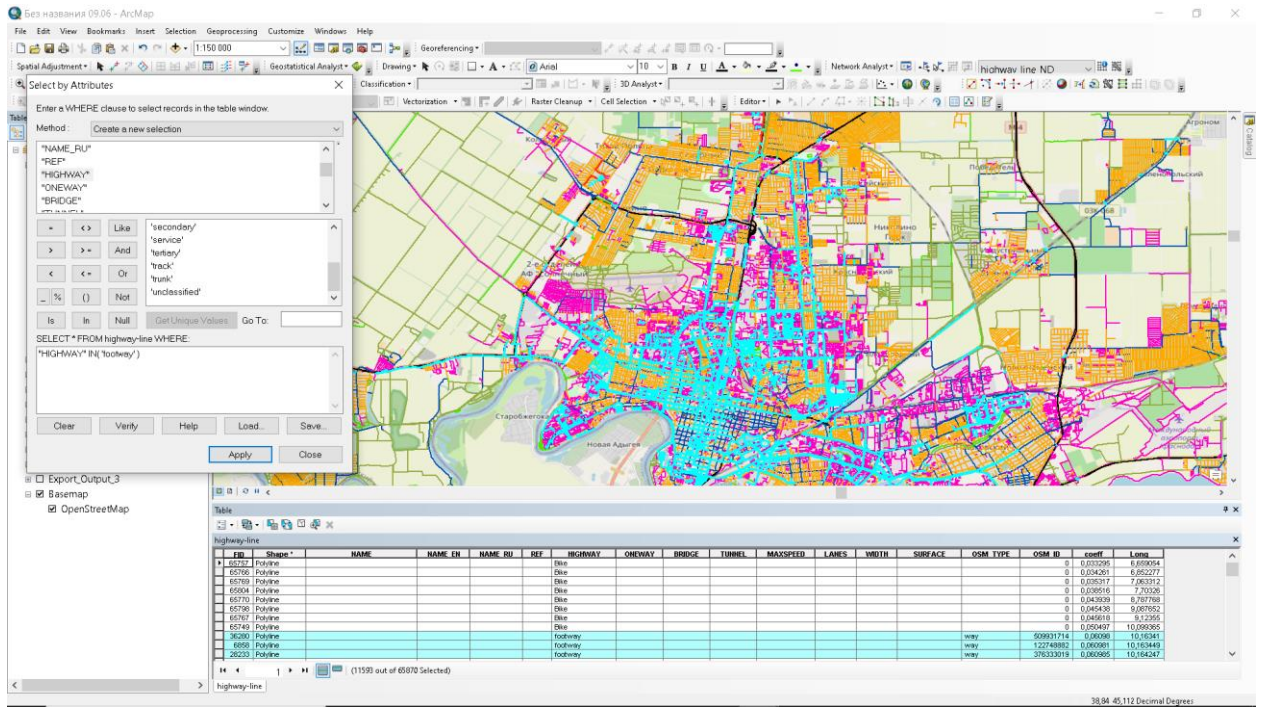 Без названия 09.06 - ArcMap
File Edit View Bookmarks Insert Selection Geoprocessing Customize Windows Help
1:150 000 Georeferencing
Spatial Adjustment Geostatistical Analyst Drawing A Arial 10 B I U A Network Analyst highway line ND
Select by Attributes
Classification 3D Analyst
Enter a WHERE clause to select records in the table window.
Vectorization Raster Cleanup Cell Selection Editor
Method : Create a new selection
Table
Catalog
"NAME_RU"
"REF"
"HIGHWAY"
"ONEWAY"
"BRIDGE"
= <> Like 'secondary'
'service'
> >= And 'tertiary'
'track'
< <= Or 'trunk'
'unclassified'
_ % () Not
Is In Null Get Unique Values Go To:
SELECT * FROM highway-line WHERE:
"HIGHWAY" IN( 'footway' )
Clear Verify Help Load... Save...
Apply Close
Агроном
Старобжегокай
Новая Адыгея
Export_Output_3
Basemap
OpenStreetMap
Table
highway-line
FID Shape * NAME NAME_EN NAME_RU REF HIGHWAY ONEWAY BRIDGE TUNNEL MAXSPEED LANES WIDTH SURFACE OSM_TYPE OSM_ID coeff Long
65757 Polyline Bike 0 0,033295 6,659054
65766 Polyline Bike 0 0,034261 6,852277
65769 Polyline Bike 0 0,035317 7,063312
65804 Polyline Bike 0 0,038516 7,70326
65770 Polyline Bike 0 0,043939 8,787768
65798 Polyline Bike 0 0,045438 9,087652
65767 Polyline Bike 0 0,045618 9,12355
65749 Polyline Bike 0 0,050497 10,099365
36280 Polyline footway way 509931714 0,06098 10,16341
6858 Polyline footway way 122748882 0,060981 10,163449
28233 Polyline footway way 376333019 0,060985 10,164247
1 (11593 out of 65870 Selected)
highway-line
38,84 45,112 Decimal Degrees